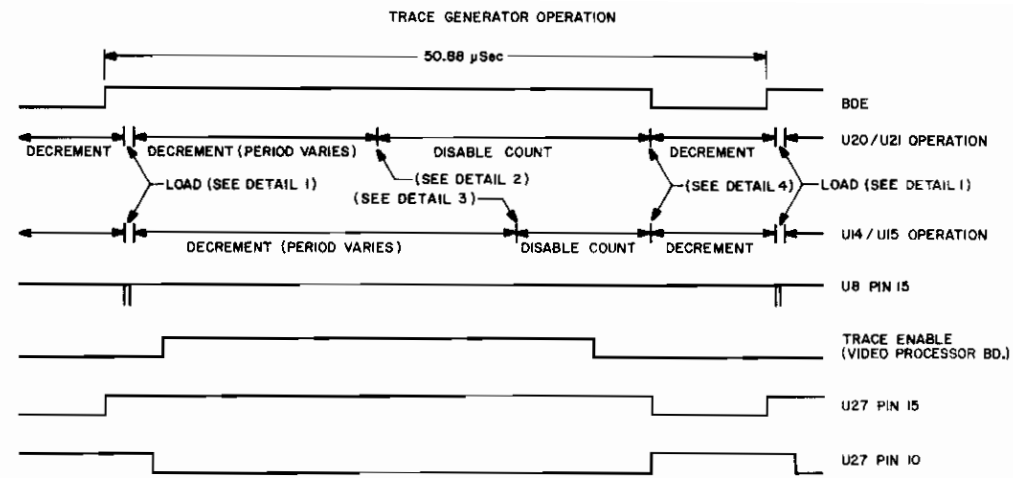 TRACE GENERATOR OPERATION
50.88 µSec
BDE
U20/U21 OPERATION
DECREMENT
DECREMENT (PERIOD VARIES)
DISABLE COUNT
DECREMENT
LOAD (SEE DETAIL 1)
(SEE DETAIL 2)
(SEE DETAIL 3)
(SEE DETAIL 4)
LOAD (SEE DETAIL 1)
U14/U15 OPERATION
DECREMENT (PERIOD VARIES)
DISABLE COUNT
DECREMENT
U8 PIN 15
TRACE ENABLE
(VIDEO PROCESSOR BD.)
U27 PIN 15
U27 PIN 10